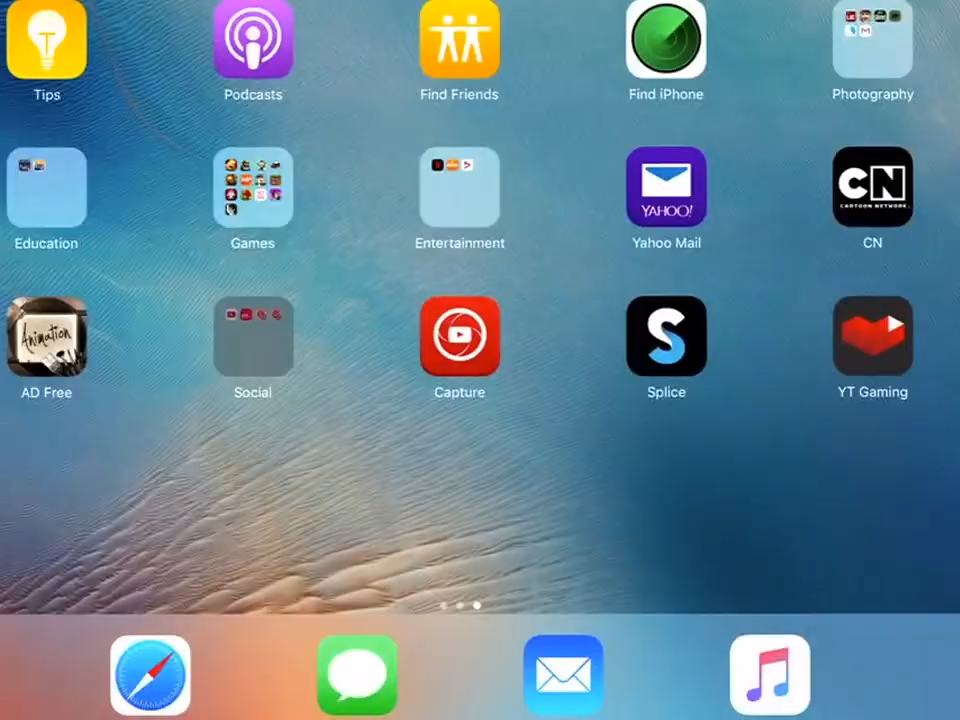 Tips
Podcasts
Find Friends
Find iPhone
Photography
YAHOO!
CN
CARTOON NETWORK.
Education
Games
Entertainment
Yahoo Mail
CN
Animation
S
AD Free
Social
Capture
Splice
YT Gaming